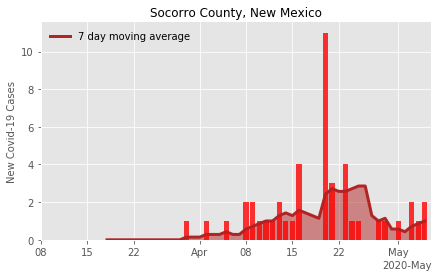 Socorro County, New Mexico
7 day moving average
New Covid-19 Cases
10
8
6
4
2
0
08 15 22 Apr 08 15 22 May
2020-May